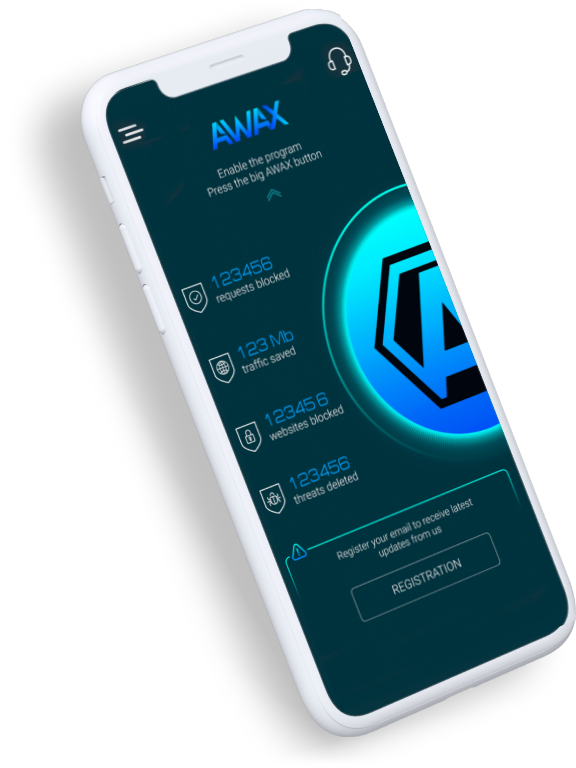 AWAX
Enable the program
Press the big AWAX button
123456
requests blocked
123 Mb
traffic saved
123456
websites blocked
123456
threats deleted
Register your email to receive latest
updates from us
REGISTRATION